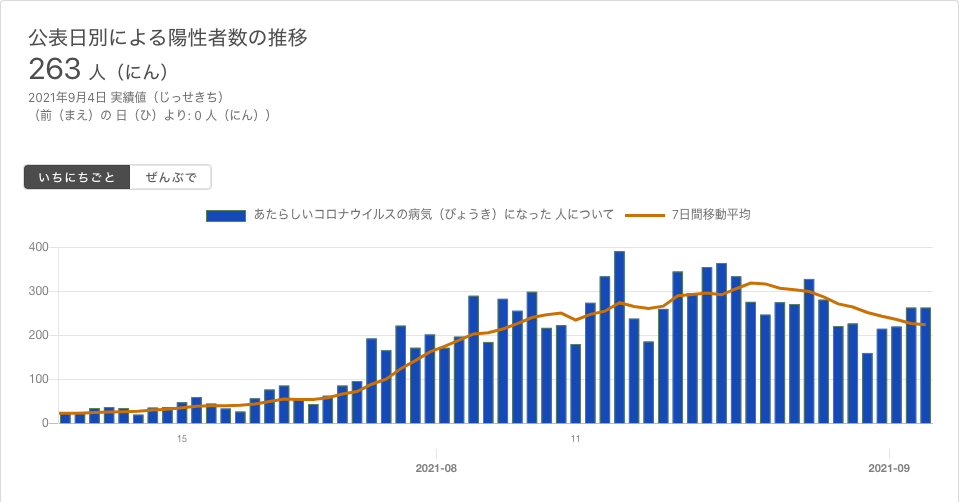 公表日別による陽性者数の推移
263 人（にん）
2021年9月4日 実績値（じっせきち）
（前（まえ）の 日（ひ）より: 0 人（にん））
いちにちごと ぜんぶで
あたらしいコロナウイルスの病気（びょうき）になった 人について 7日間移動平均
400
300
200
100
0
15 11
2021-08 2021-09